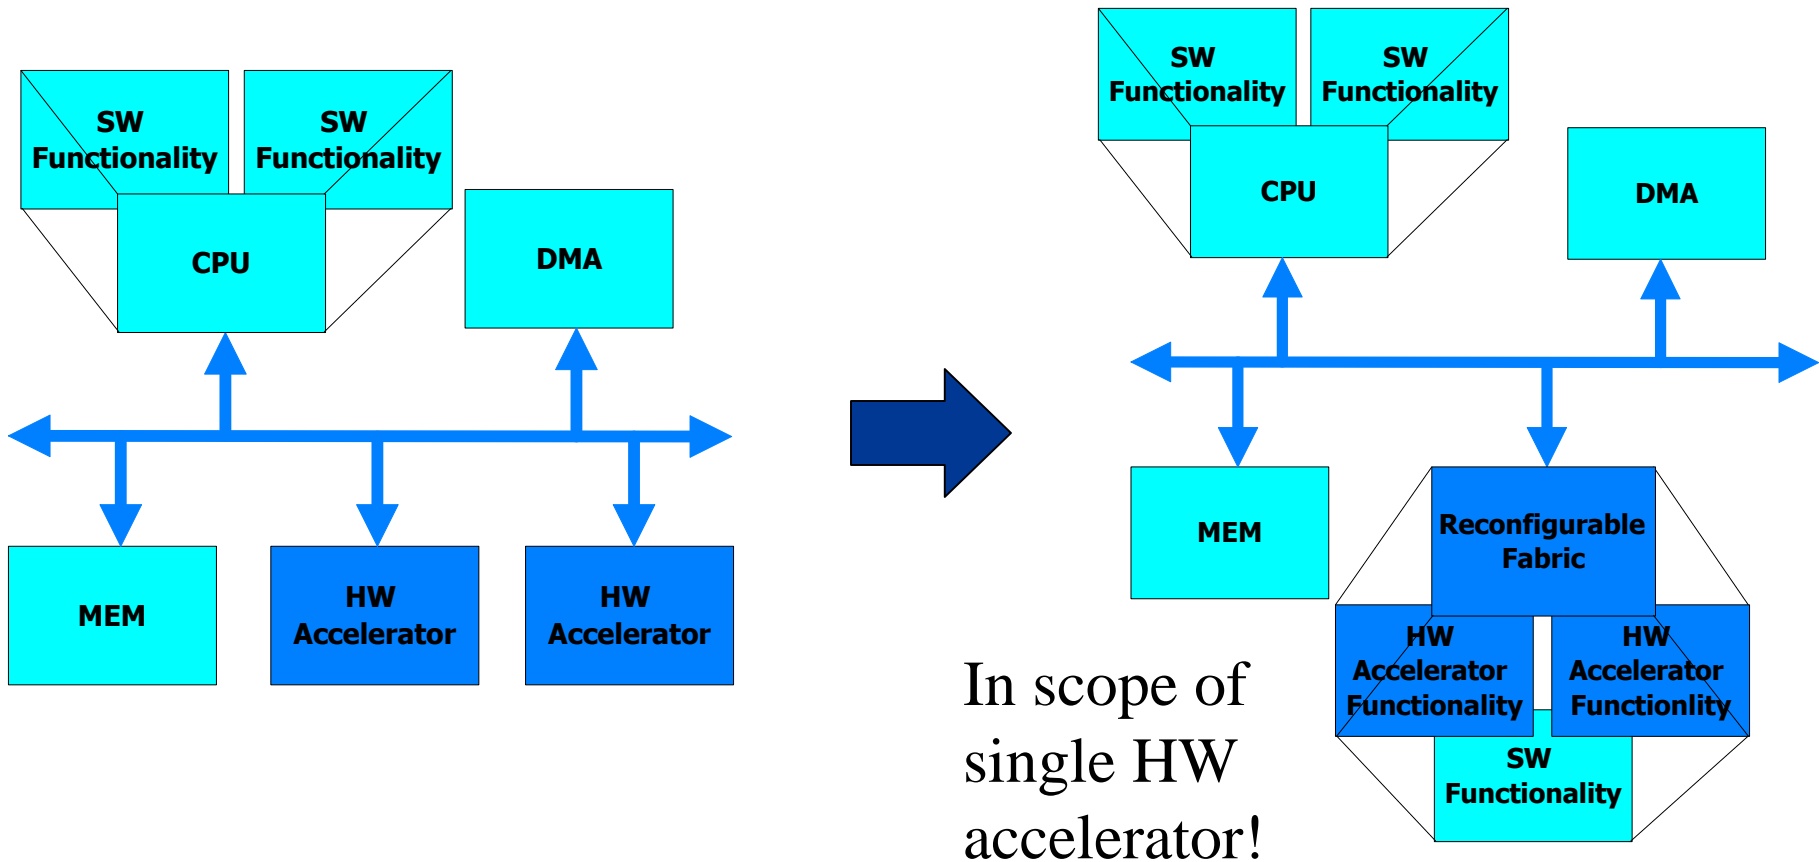 SW
Functionality
SW
Functionality
CPU
DMA
MEM
HW
Accelerator
HW
Accelerator
SW
Functionality
SW
Functionality
CPU
DMA
MEM
Reconfigurable
Fabric
HW
Accelerator
Functionality
HW
Accelerator
Functionlity
SW
Functionality
In scope of
single HW
accelerator!